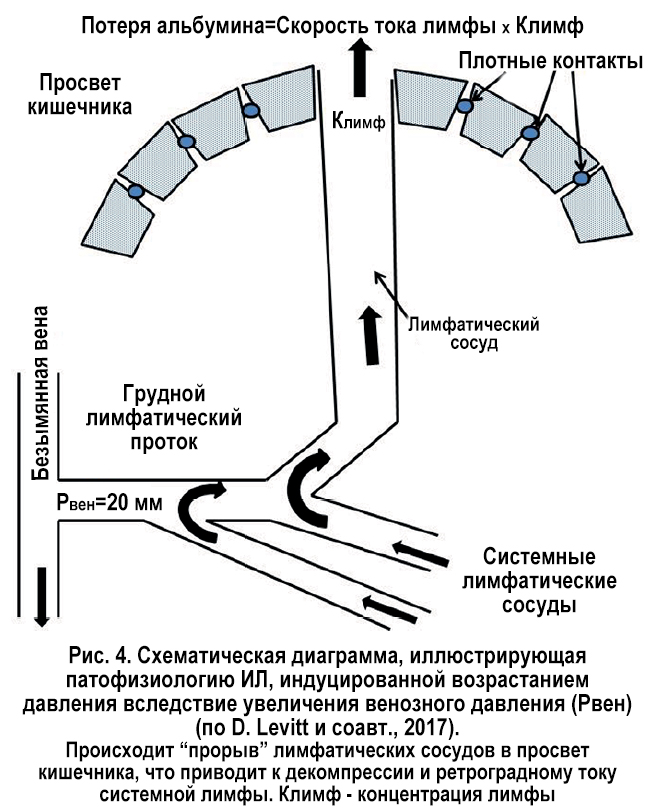 Потеря альбумина=Скорость тока лимфы x Климф
Просвет
кишечника
Плотные контакты
Климф
Лимфатический
сосуд
Безымянная вена
Грудной
лимфатический
проток
Рвен=20 мм
Системные
лимфатические
сосуды
Рис. 4. Схематическая диаграмма, иллюстрирующая
патофизиологию ИЛ, индуцированной возрастанием
давления вследствие увеличения венозного давления (Рвен)
(по D. Levitt и соавт., 2017).
Происходит “прорыв” лимфатических сосудов в просвет
кишечника, что приводит к декомпрессии и ретроградному току
системной лимфы. Климф - концентрация лимфы